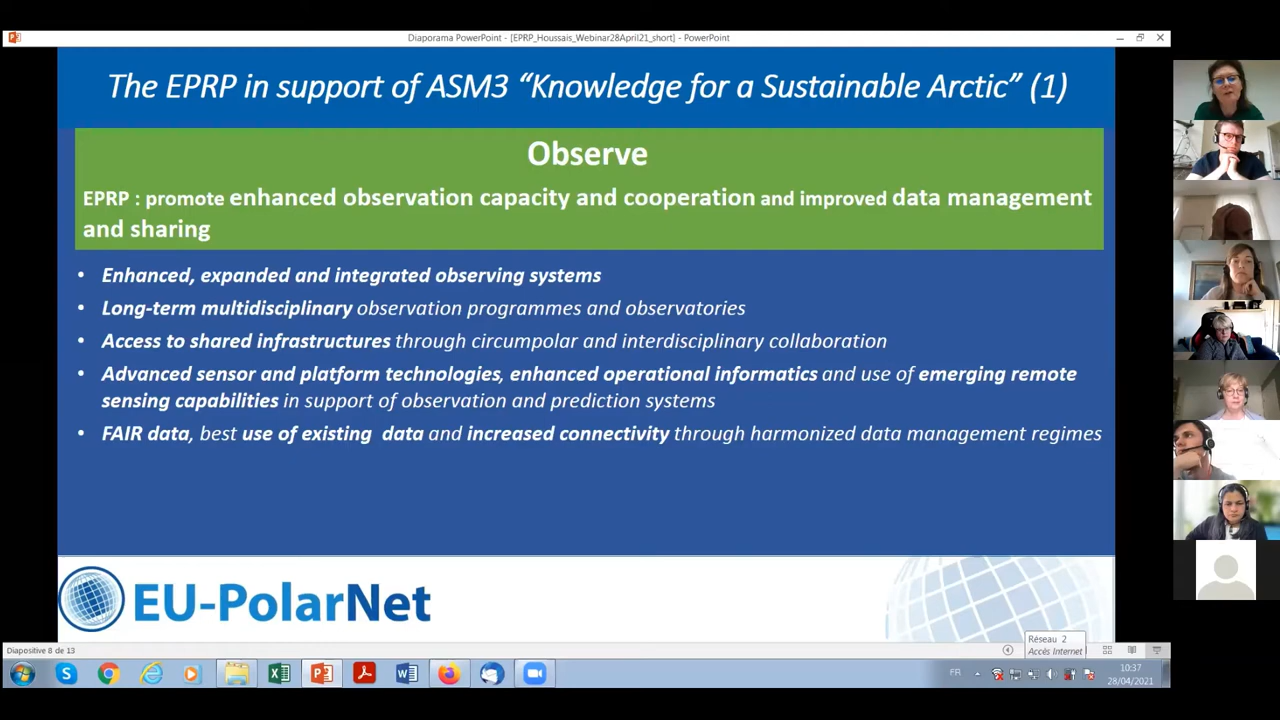 Diaporama PowerPoint - [EPRP_Houssais_Webinar28April21_short] - PowerPoint
The EPRP in support of ASM3 “Knowledge for a Sustainable Arctic” (1)
Observe
EPRP : promote enhanced observation capacity and cooperation and improved data management
and sharing
• Enhanced, expanded and integrated observing systems
• Long-term multidisciplinary observation programmes and observatories
• Access to shared infrastructures through circumpolar and interdisciplinary collaboration
• Advanced sensor and platform technologies, enhanced operational informatics and use of emerging remote
sensing capabilities in support of observation and prediction systems
• FAIR data, best use of existing data and increased connectivity through harmonized data management regimes
EU-PolarNet
Réseau 2
Accès Internet
Diapositive 8 de 13
FR
10:37
28/04/2021